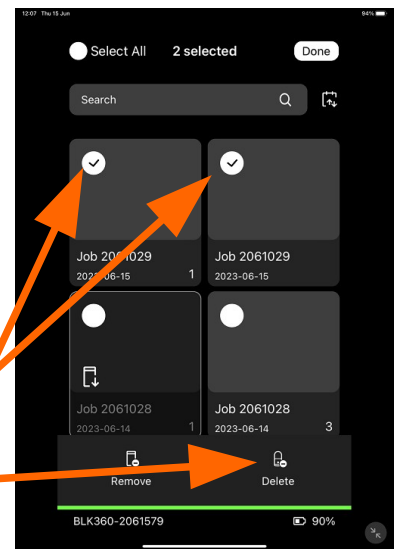 12:07 Thu 15 Jun 94%
Select All 2 selected Done
Search
Job 2061029 Job 2061029
2023-06-15 1 2023-06-15
Job 2061028 Job 2061028
2023-06-14 1 2023-06-14 3
Remove Delete
BLK360-2061579 90%